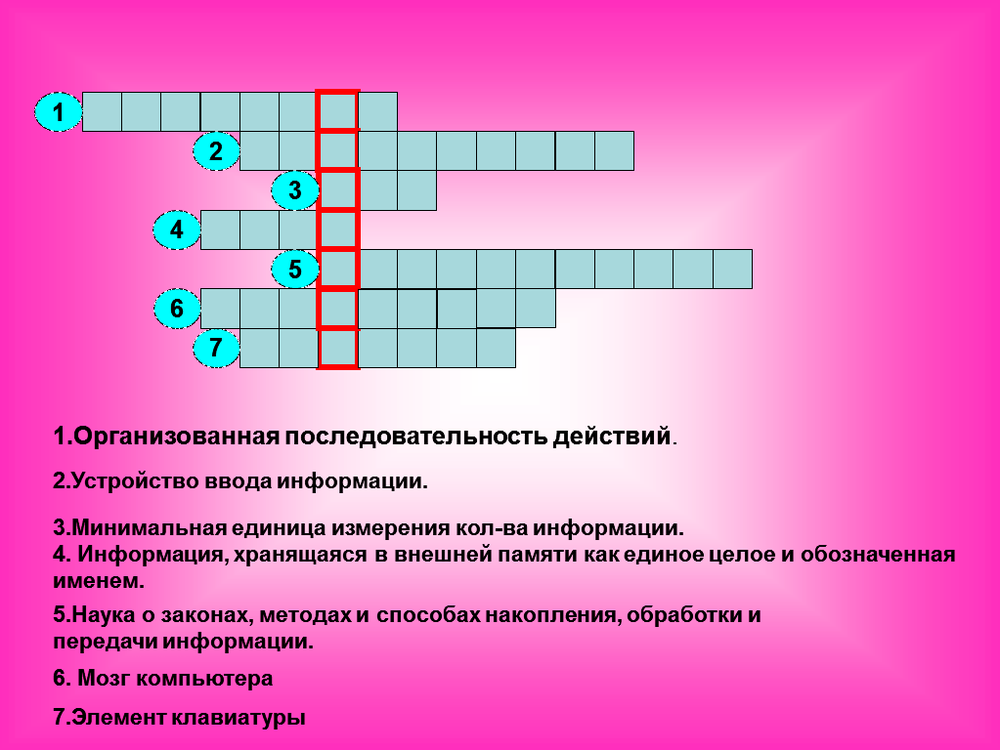 1
2
3
4
5
6
7
1.Организованная последовательность действий.
2.Устройство ввода информации.
3.Минимальная единица измерения кол-ва информации.
4. Информация, хранящаяся в внешней памяти как единое целое и обозначенная
именем.
5.Наука о законах, методах и способах накопления, обработки и
передачи информации.
6. Мозг компьютера
7.Элемент клавиатуры